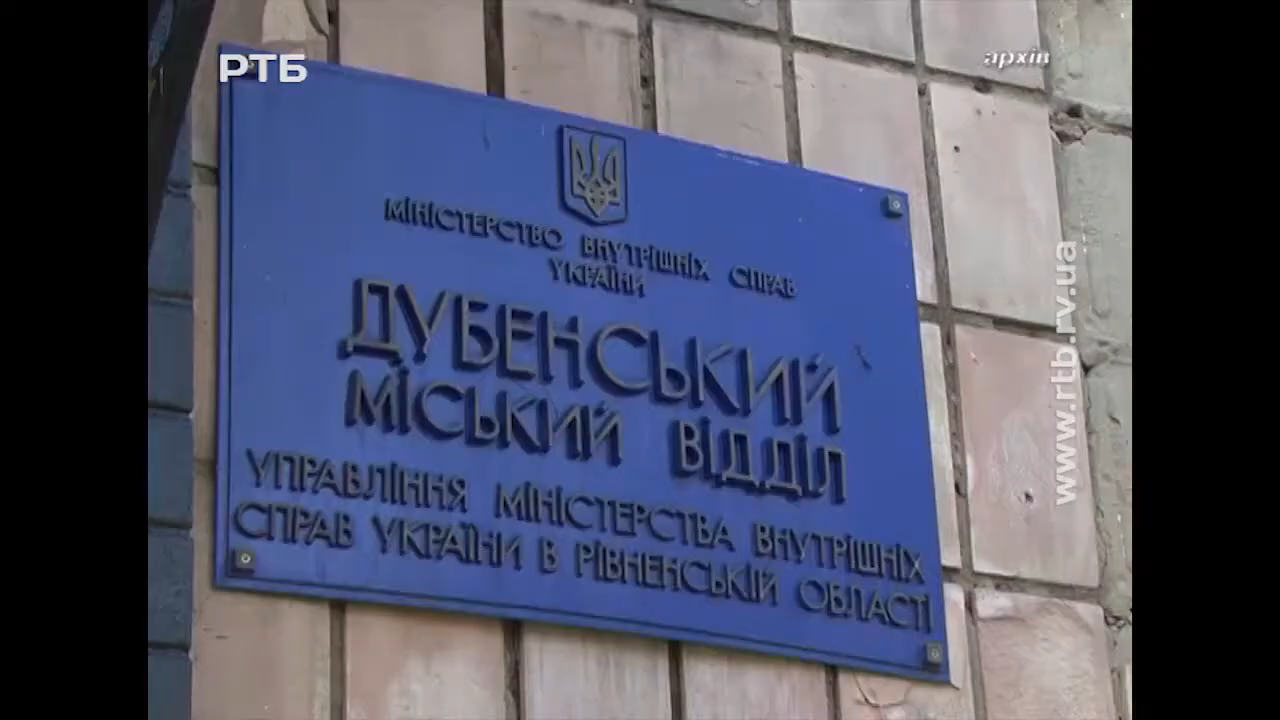 РТБ
архів
МІНІСТЕРСТВО ВНУТРІШНІХ СПРАВ
УКРАЇНИ
ДУБЕНСЬКИЙ
МІСЬКИЙ ВІДДІЛ
УПРАВЛІННЯ МІНІСТЕРСТВА ВНУТРІШНІХ
СПРАВ УКРАЇНИ В РІВНЕНСЬКІЙ ОБЛАСТІ
www.rtb.rv.ua